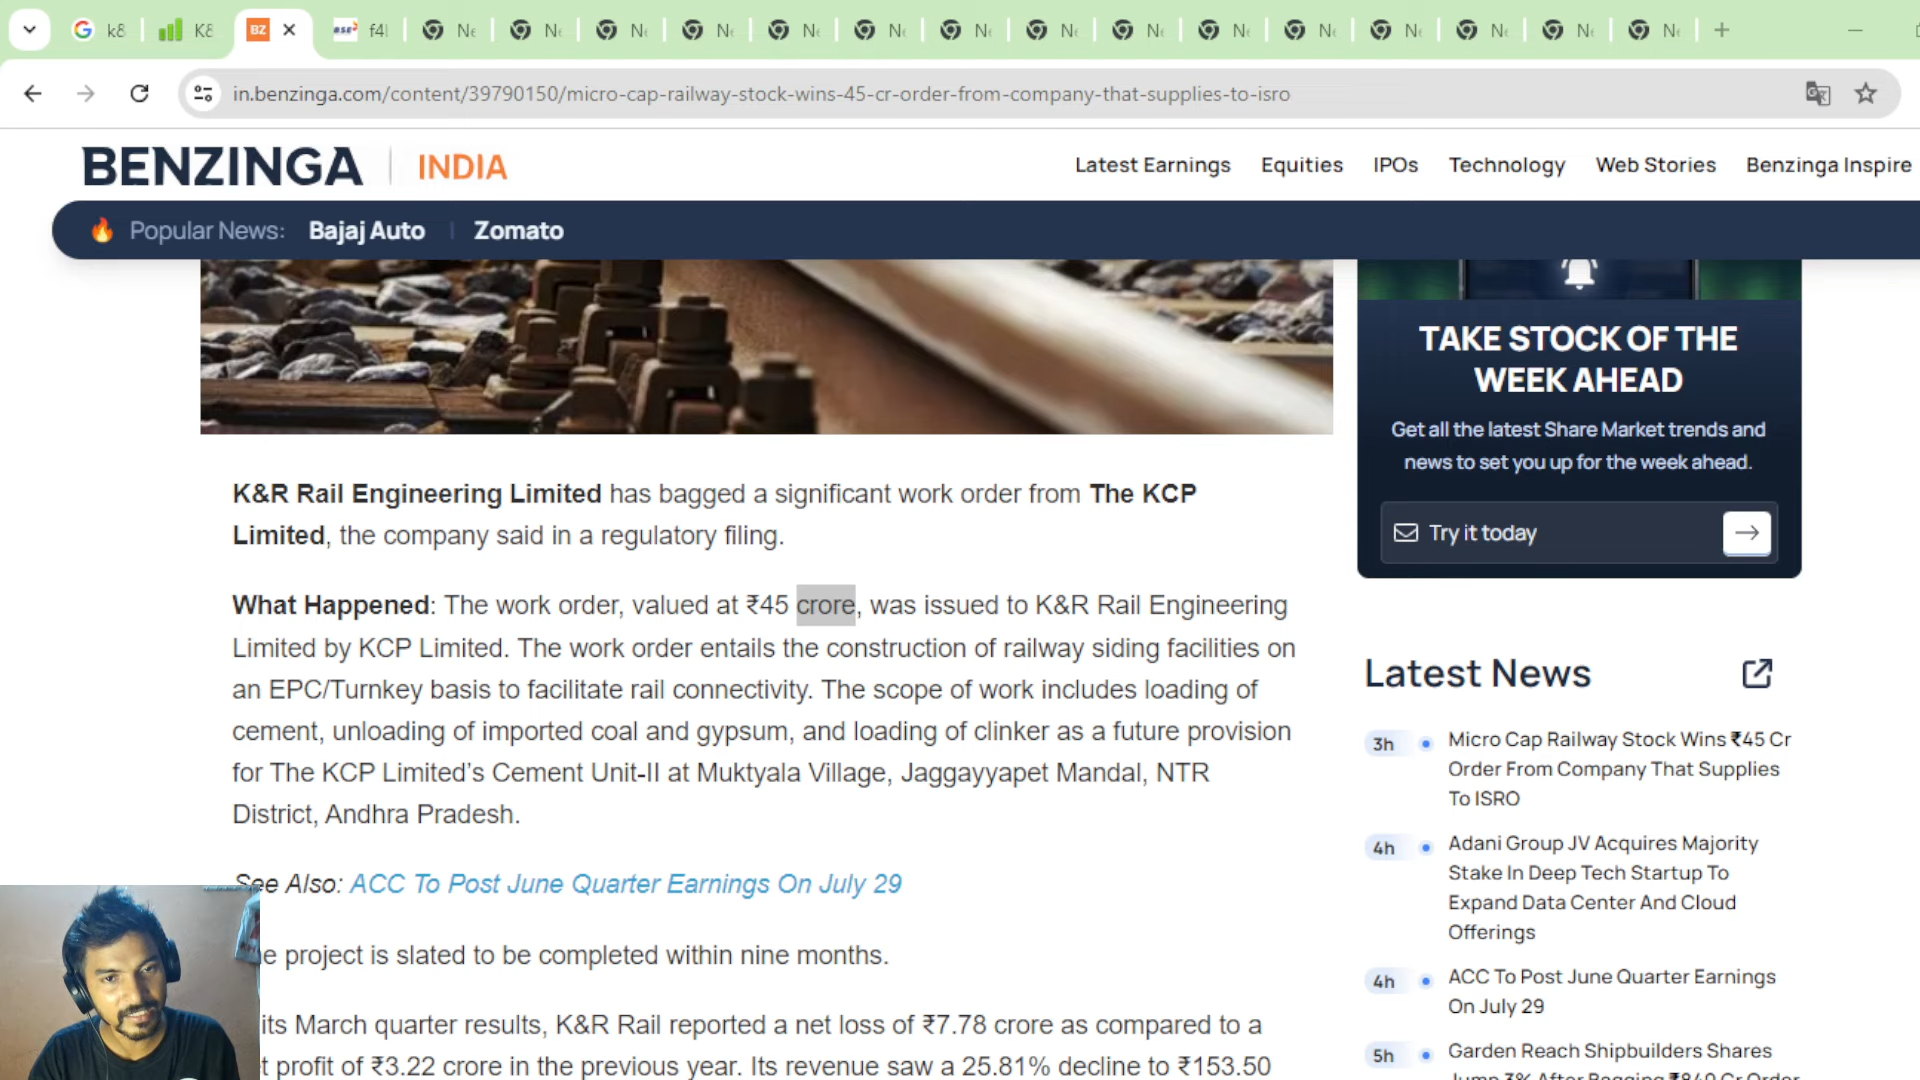 k8
K8
BZ
f4l
in.benzinga.com/content/39790150/micro-cap-railway-stock-wins-45-cr-order-from-company-that-supplies-to-isro
BENZINGA | INDIA
Latest Earnings Equities IPOs Technology Web Stories Benzinga Inspire
Popular News: Bajaj Auto | Zomato
TAKE STOCK OF THE
WEEK AHEAD
Get all the latest Share Market trends and
news to set you up for the week ahead.
Try it today
K&R Rail Engineering Limited has bagged a significant work order from The KCP
Limited, the company said in a regulatory filing.
What Happened: The work order, valued at ₹45 crore, was issued to K&R Rail Engineering
Limited by KCP Limited. The work order entails the construction of railway siding facilities on
an EPC/Turnkey basis to facilitate rail connectivity. The scope of work includes loading of
cement, unloading of imported coal and gypsum, and loading of clinker as a future provision
for The KCP Limited's Cement Unit-II at Muktyala Village, Jaggayyapet Mandal, NTR
District, Andhra Pradesh.
See Also: ACC To Post June Quarter Earnings On July 29
project is slated to be completed within nine months.
its March quarter results, K&R Rail reported a net loss of ₹7.78 crore as compared to a
profit of ₹3.22 crore in the previous year. Its revenue saw a 25.81% decline to ₹153.50
Latest News
3h Micro Cap Railway Stock Wins ₹45 Cr
Order From Company That Supplies
To ISRO
4h Adani Group JV Acquires Majority
Stake In Deep Tech Startup To
Expand Data Center And Cloud
Offerings
4h ACC To Post June Quarter Earnings
On July 29
5h Garden Reach Shipbuilders Shares
Jump 3% After Bagging ₹840 Cr Order